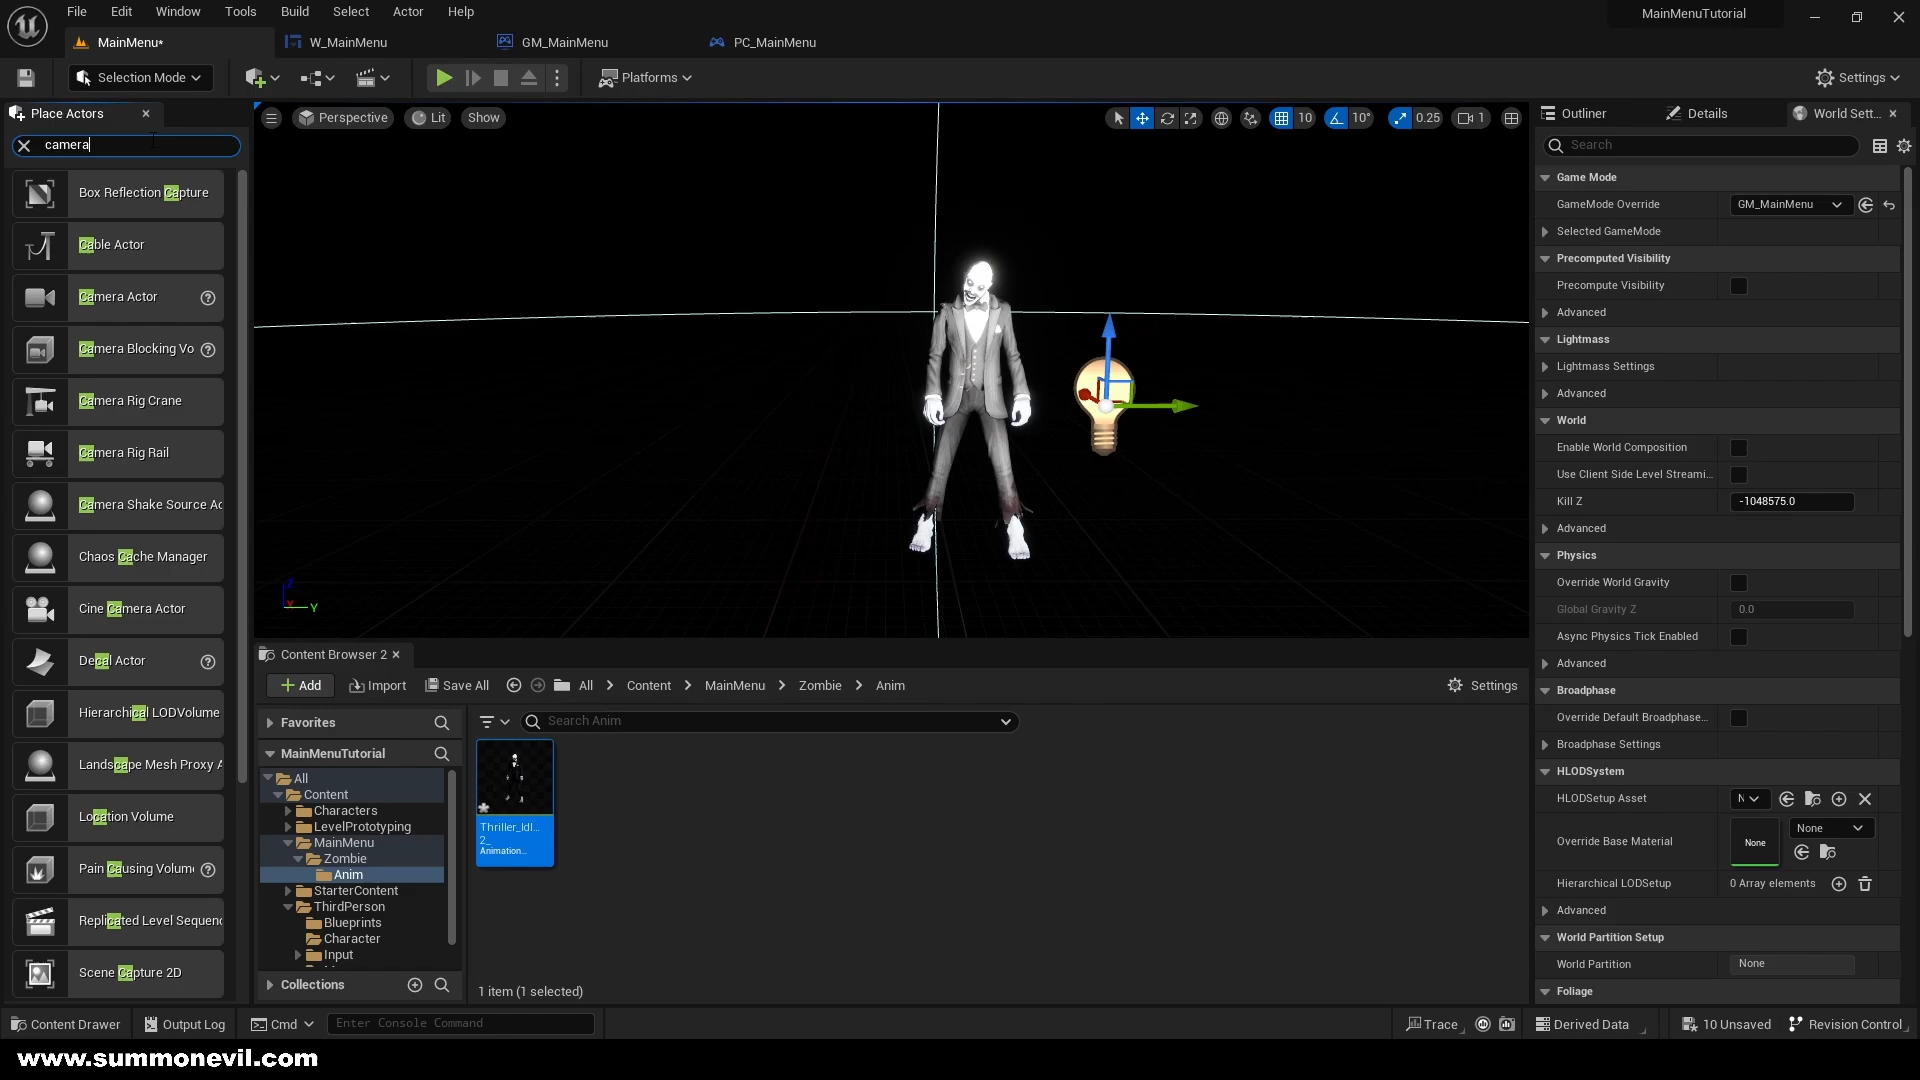 File Edit Window Tools Build Select Actor Help
MainMenuTutorial
MainMenu* W_MainMenu GM_MainMenu PC_MainMenu
Selection Mode Platforms Settings
Place Actors
camera
Box Reflection Capture
Cable Actor
Camera Actor
Camera Blocking Vo
Camera Rig Crane
Camera Rig Rail
Camera Shake Source Ac
Chaos Cache Manager
Cine Camera Actor
Decal Actor
Hierarchical LODVolume
Landscape Mesh Proxy A
Location Volume
Pain Causing Volum
Replicated Level Sequenc
Scene Capture 2D
Perspective Lit Show
10 10° 0.25 1
Z X Y
Content Browser 2
Add Import Save All All > Content > MainMenu > Zombie > Anim Settings
Favorites
Search Anim
MainMenuTutorial
All
Content
Characters
LevelPrototyping
MainMenu
Zombie
Anim
StarterContent
ThirdPerson
Blueprints
Character
Input
Collections
Thriller_Idl...
2_
Animation...
1 item (1 selected)
Outliner Details World Sett...
Search
Game Mode
GameMode Override GM_MainMenu
Selected GameMode
Precomputed Visibility
Precompute Visibility
Advanced
Lightmass
Lightmass Settings
Advanced
World
Enable World Composition
Use Client Side Level Streami...
Kill Z -1048575.0
Advanced
Physics
Override World Gravity
Global Gravity Z 0.0
Async Physics Tick Enabled
Advanced
Broadphase
Override Default Broadphase...
Broadphase Settings
HLODSystem
HLODSetup Asset N
Override Base Material None None
Hierarchical LODSetup 0 Array elements
Advanced
World Partition Setup
World Partition None
Foliage
Content Drawer Output Log Cmd Enter Console Command Trace Derived Data 10 Unsaved Revision Control
www.summonevil.com